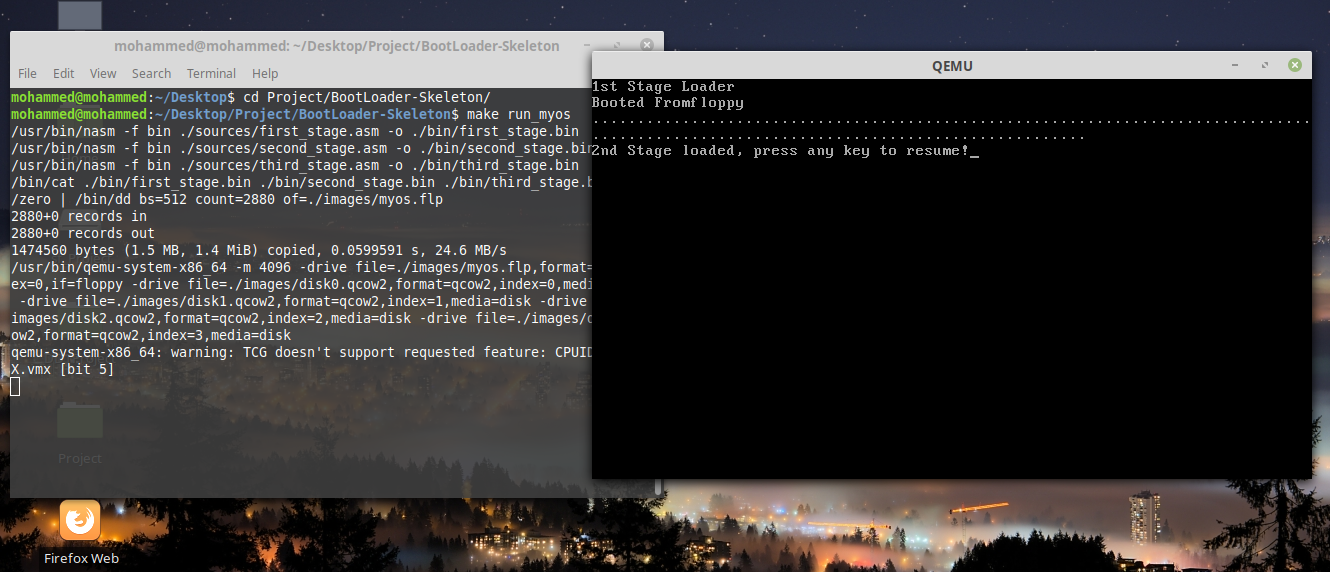 mohammed@mohammed: ~/Desktop/Project/BootLoader-Skeleton
File Edit View Search Terminal Help
mohammed@mohammed:~/Desktop$ cd Project/BootLoader-Skeleton/
mohammed@mohammed:~/Desktop/Project/BootLoader-Skeleton$ make run_myos
/usr/bin/nasm -f bin ./sources/first_stage.asm -o ./bin/first_stage.bin
/usr/bin/nasm -f bin ./sources/second_stage.asm -o ./bin/second_stage.bin
/usr/bin/nasm -f bin ./sources/third_stage.asm -o ./bin/third_stage.bin
/bin/cat ./bin/first_stage.bin ./bin/second_stage.bin ./bin/third_stage.b
/zero | /bin/dd bs=512 count=2880 of=./images/myos.flp
2880+0 records in
2880+0 records out
1474560 bytes (1.5 MB, 1.4 MiB) copied, 0.0599591 s, 24.6 MB/s
/usr/bin/qemu-system-x86_64 -m 4096 -drive file=./images/myos.flp,format=
ex=0,if=floppy -drive file=./images/disk0.qcow2,format=qcow2,index=0,medi
-drive file=./images/disk1.qcow2,format=qcow2,index=1,media=disk -drive
images/disk2.qcow2,format=qcow2,index=2,media=disk -drive file=./images/d
ow2,format=qcow2,index=3,media=disk
qemu-system-x86_64: warning: TCG doesn't support requested feature: CPUID
X.vmx [bit 5]
Project
Firefox Web
QEMU
1st Stage Loader
Booted Fromfloppy
................................................................................
.......................................................
2nd Stage loaded, press any key to resume!_